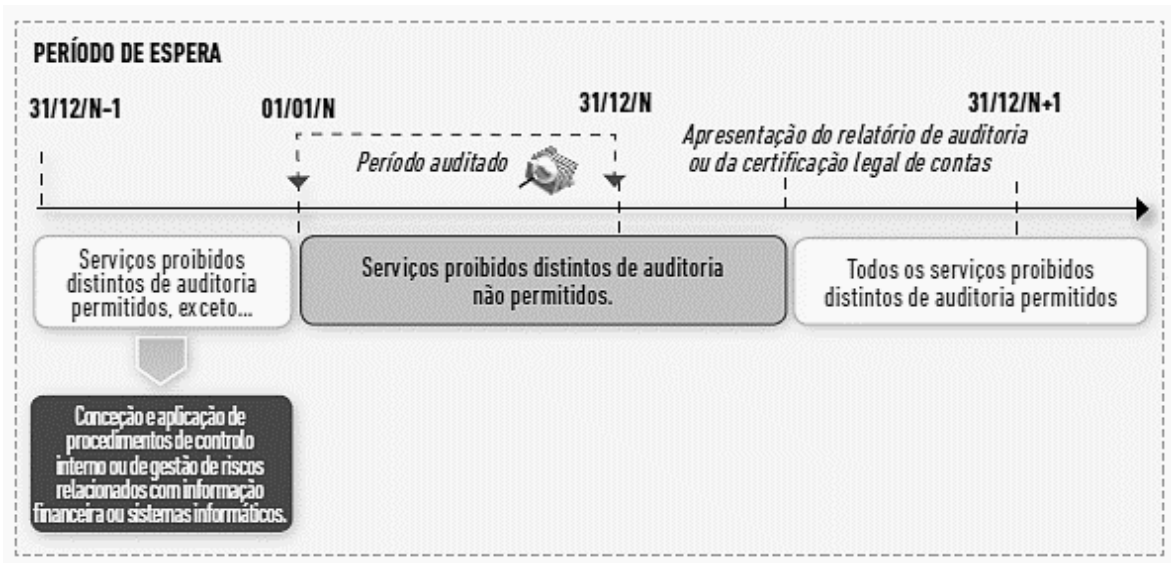 PERÍODO DE ESPERA
31/12/N-1
01/01/N
31/12/N
31/12/N+1
Período auditado
Apresentação do relatório de auditoria
ou da certificação legal de contas
Serviços proibidos
distintos de auditoria
permitidos, exceto...
Serviços proibidos distintos de auditoria
não permitidos.
Todos os serviços proibidos
distintos de auditoria permitidos
Conceção e aplicação de
procedimentos de controlo
interno ou de gestão de riscos
relacionados com informação
financeira ou sistemas informáticos.